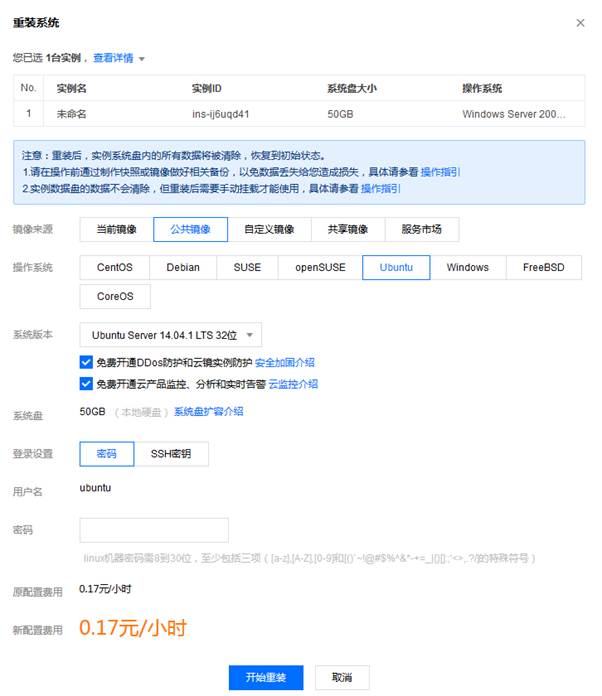 重装系统
您已选 1台实例， 查看详情
No. 实例名 实例ID 系统盘大小 操作系统
1 未命名 ins-ij6uqd41 50GB Windows Server 200...
注意：重装后，实例系统盘内的所有数据将被清除，恢复到初始状态。
1.请在操作前通过制作快照或镜像做好相关备份，以免数据丢失给您造成损失，具体请参看 操作指引
2.实例数据盘的数据不会清除，但重装后需要手动挂载才能使用，具体请参看 操作指引
镜像来源 当前镜像 公共镜像 自定义镜像 共享镜像 服务市场
操作系统 CentOS Debian SUSE openSUSE Ubuntu Windows FreeBSD
CoreOS
系统版本 Ubuntu Server 14.04.1 LTS 32位
免费开通DDos防护和云镜实例防护 安全加固介绍
免费开通云产品监控、分析和实时告警 云监控介绍
系统盘 50GB （本地硬盘） 系统盘扩容介绍
登录设置 密码 SSH密钥
用户名 ubuntu
密码
linux机器密码需8到30位，至少包括三项（[a-z],[A-Z],[0-9]和[()`~!@#$%^&*-+=_|{}[]:;'<>,.?/]的特殊符号）
原配置费用 0.17元/小时
新配置费用 0.17元/小时
开始重装 取消